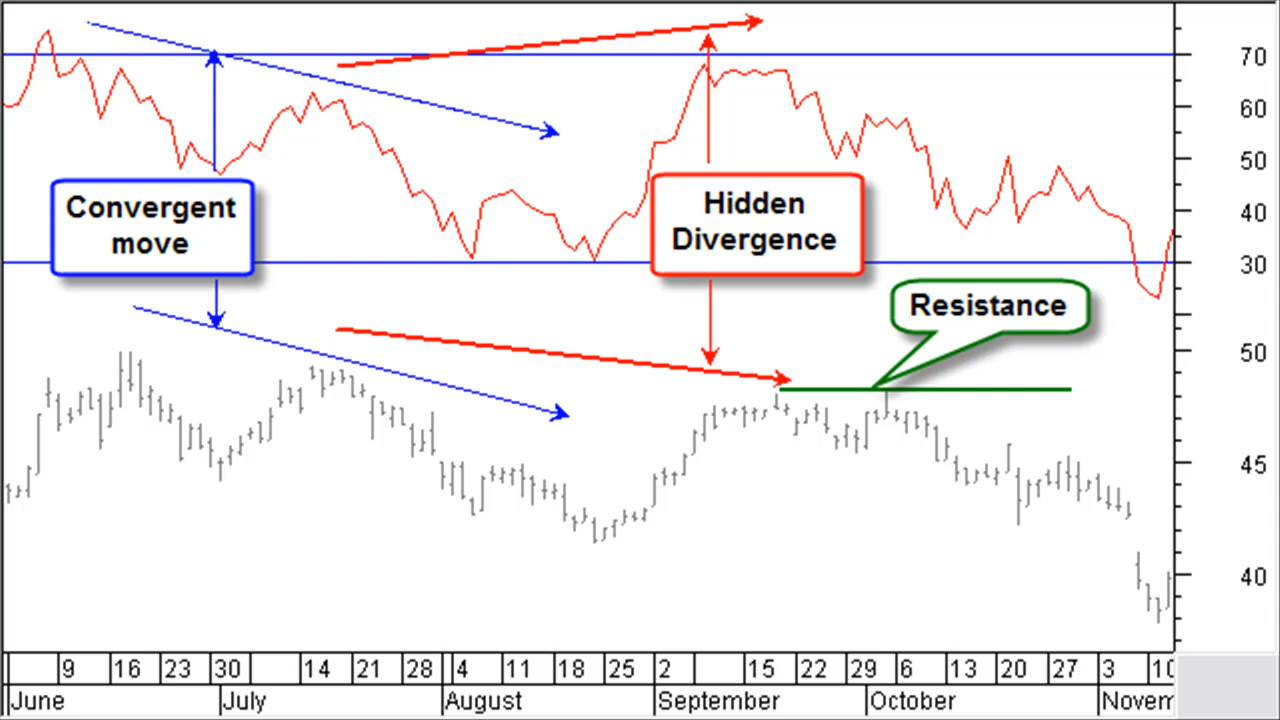 70
60
Convergent
move
50
Hidden
Divergence
40
30
Resistance
50
45
40
9 16 23 30 14 21 28 4 11 18 25 2 15 22 29 6 13 20 27 3 10
June July August September October Novem